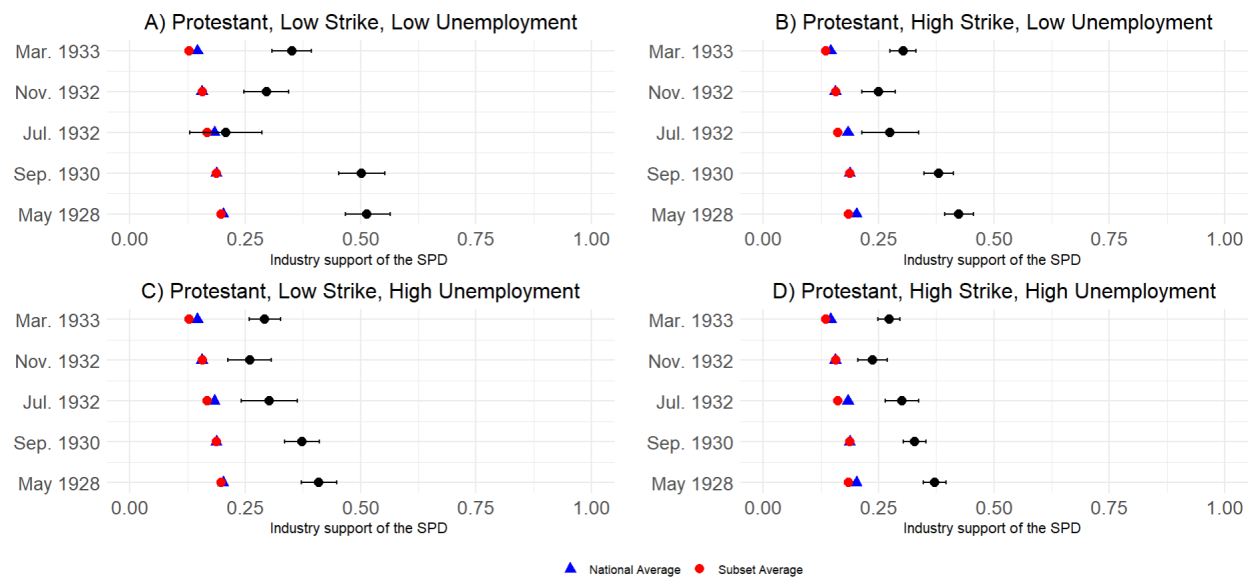 A) Protestant, Low Strike, Low Unemployment
Mar. 1933
Nov. 1932
Jul. 1932
Sep. 1930
May 1928
0.00 0.25 0.50 0.75 1.00
Industry support of the SPD
B) Protestant, High Strike, Low Unemployment
Mar. 1933
Nov. 1932
Jul. 1932
Sep. 1930
May 1928
0.00 0.25 0.50 0.75 1.00
Industry support of the SPD
C) Protestant, Low Strike, High Unemployment
Mar. 1933
Nov. 1932
Jul. 1932
Sep. 1930
May 1928
0.00 0.25 0.50 0.75 1.00
Industry support of the SPD
D) Protestant, High Strike, High Unemployment
Mar. 1933
Nov. 1932
Jul. 1932
Sep. 1930
May 1928
0.00 0.25 0.50 0.75 1.00
Industry support of the SPD
National Average Subset Average